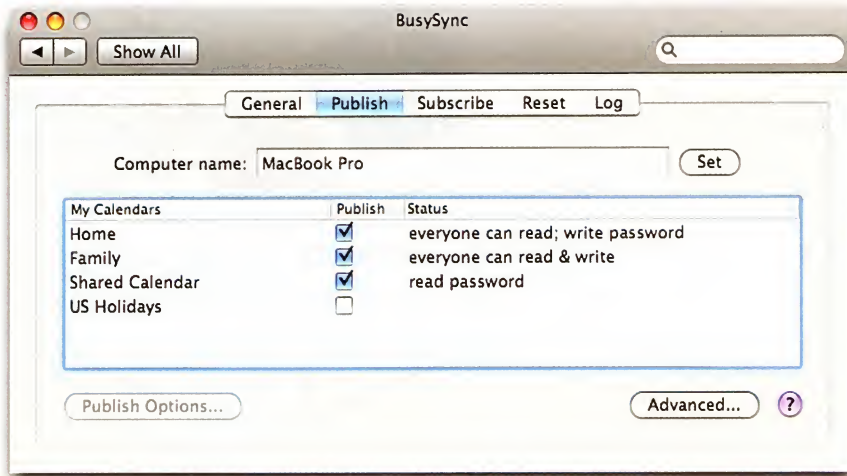 BusySync
Show All
General Publish Subscribe Reset Log
Computer name: MacBook Pro Set
My Calendars Publish Status
Home everyone can read; write password
Family everyone can read & write
Shared Calendar read password
US Holidays
Publish Options... Advanced... ?